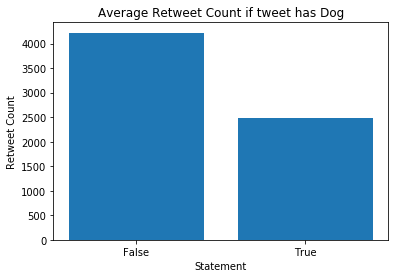 Average Retweet Count if tweet has Dog
Retweet Count
4000
3500
3000
2500
2000
1500
1000
500
0
False
True
Statement